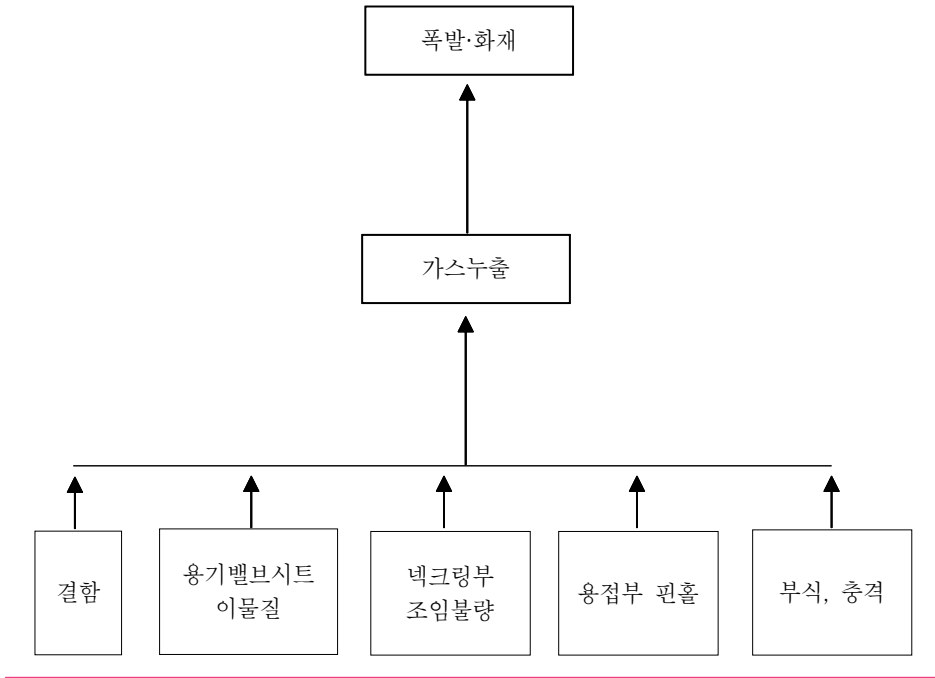 폭발·화재
가스누출
결함
용기밸브시트
이물질
넥크링부
조임불량
용접부 핀홀
부식, 충격